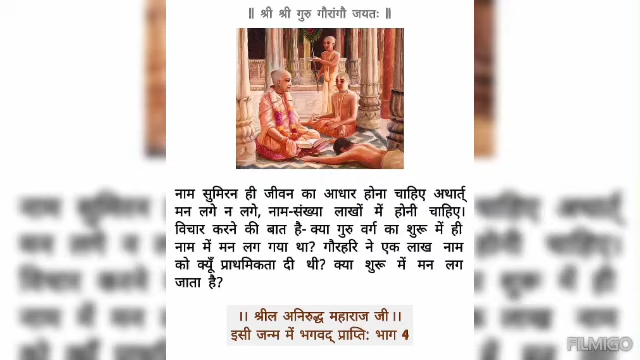 || श्री श्री गुरु गौरांगौ जयतः ||
नाम सुमिरन ही जीवन का आधार होना चाहिए अथार्त्
मन लगे न लगे, नाम-संख्या लाखों में होनी चाहिए।
विचार करने की बात है- क्या गुरु वर्ग का शुरू में ही
नाम में मन लग गया था? गौरहरि ने एक लाख नाम
को क्यूँ प्राथमिकता दी थी? क्या शुरू में मन लग
जाता है?
।। श्रील अनिरुद्ध महाराज जी ।।
इसी जन्म में भगवद् प्राप्ति: भाग 4
FILMIGO